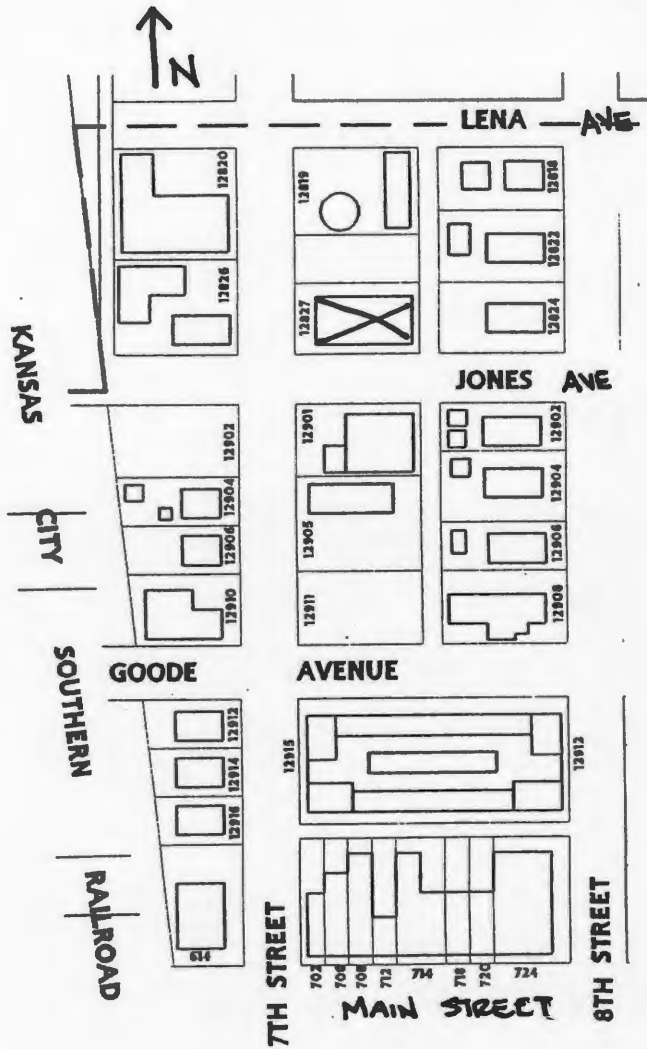 N
LENA AVE
12820
12819
12818
12822
12826
12827
12824
KANSAS
JONES AVE
12902
12901
12902
12904
12904
CITY
12906
12905
12906
12910
12911
12908
GOODE AVENUE
SOUTHERN
12912
12915
12912
12914
12916
RAILROAD
614
7TH STREET
702
706
708
712
714
718
720
724
8TH STREET
MAIN STREET